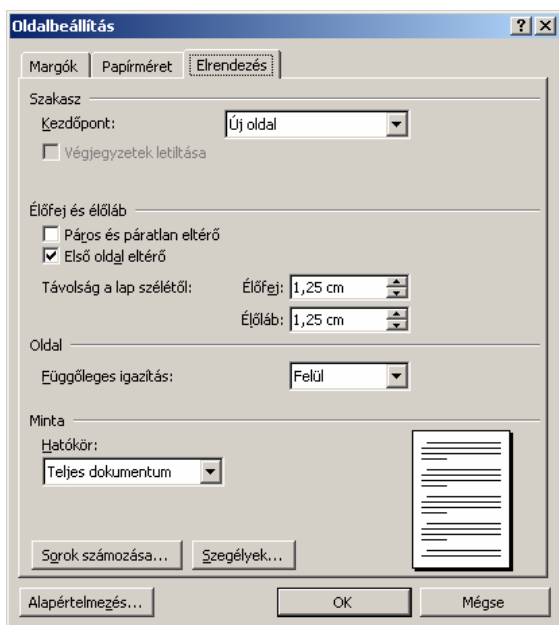 Oldalbeállítás
Margók Papírméret Elrendezés
Szakasz
Kezdőpont: Új oldal
Végjegyzetek letiltása
Élőfej és élőláb
Páros és páratlan eltérő
Első oldal eltérő
Távolság a lap szélétől: Élőfej: 1,25 cm
Élőláb: 1,25 cm
Oldal
Függőleges igazítás: Felül
Minta
Hatókör:
Teljes dokumentum
Sorok számozása... Szegélyek...
Alapértelmezés... OK Mégse